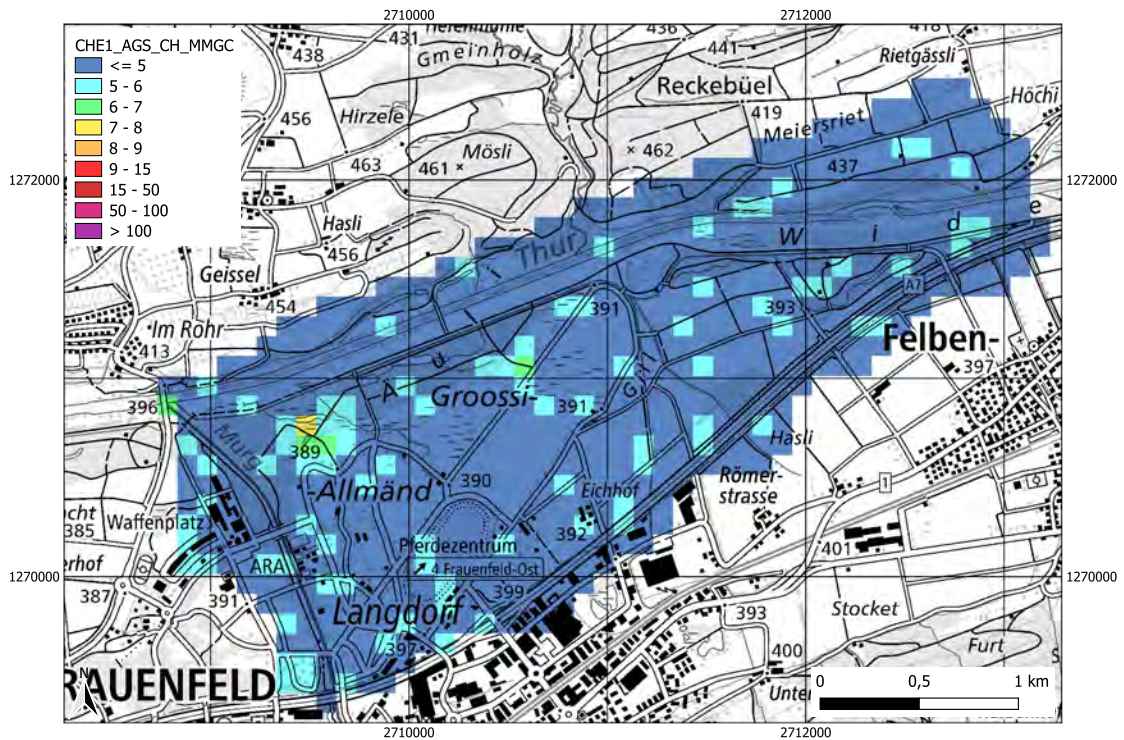 2710000
2712000
CHE1_AGS_CH_MMGC
<= 5
5 - 6
6 - 7
7 - 8
8 - 9
9 - 15
15 - 50
50 - 100
> 100
431
Gmeinholz
436
441
418
Rietgässli
438
Reckebüel
Höchi
456
Hirzele
419
Meiersriet
Mösli
462
463
461
437
1272000
1272000
Hasli
456
Thur
W i d e
Geissel
454
A7
391
393
Im Rohr
413
Felben-
397
A u
Grüt
396
Groossi-
391
Murg
389
Hasli
-Allmänd
390
Eichhof
Römer-
strasse
1
385
Waffenplatz
392
Pferdezentrum
401
ARA
4 Frauenfeld-Ost
1270000
1270000
387
391
399
Langdorf
393
Stocket
397
400
Furt
RAUENFELD
N
0
0,5
1 km
2710000
2712000